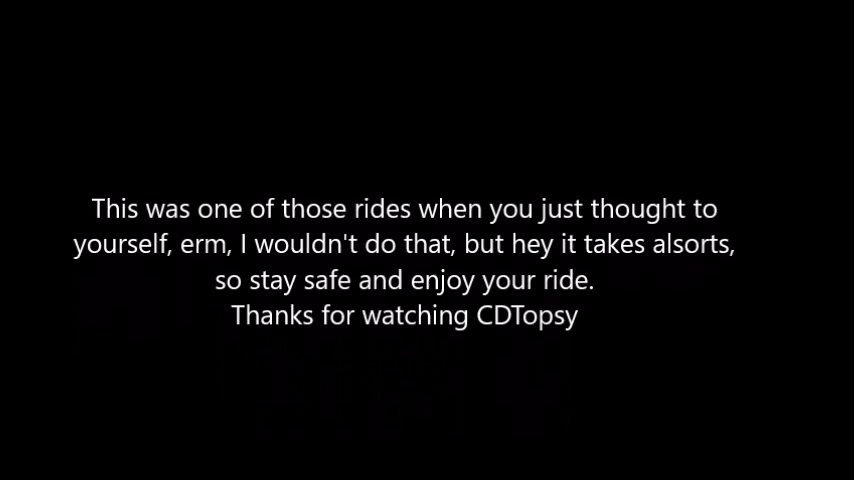 This was one of those rides when you just thought to
yourself, erm, I wouldn't do that, but hey it takes alsorts,
so stay safe and enjoy your ride.
Thanks for watching CDTopsy